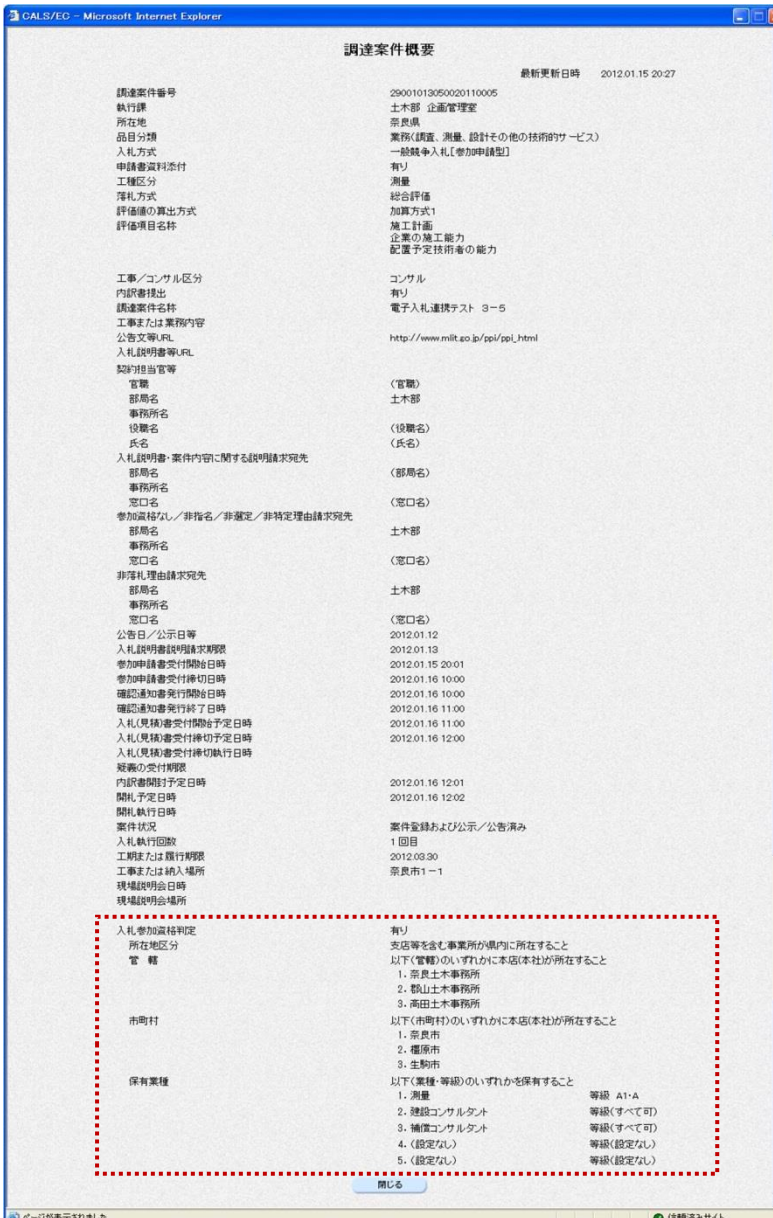 CALS/EC - Microsoft Internet Explorer
調達案件概要
最新更新日時 2012.01.15 20:27
調達案件番号 29001013050020110005
執行課 土木部 企画管理室
所在地 奈良県
品目分類 業務(調査、測量、設計その他の技術的サービス)
入札方式 一般競争入札[参加申請型]
申請書資料添付 有り
工種区分 測量
落札方式 総合評価
評価値の算出方式 加算方式1
評価項目名称 施工計画
企業の施工能力
配置予定技術者の能力
工事/コンサル区分 コンサル
内訳書提出 有り
調達案件名称 電子入札連携テスト 3-5
工事または業務内容
公告文等URL http://www.mlit.go.jp/ppi/ppi_html
入札説明書等URL
契約担当官等
官職 (官職)
部局名 土木部
事務所名
役職名 (役職名)
氏名 (氏名)
入札説明書・案件内容に関する説明請求宛先
部局名 (部局名)
事務所名
窓口名 (窓口名)
参加資格なし/非指名/非選定/非特定理由請求宛先
部局名 土木部
事務所名
窓口名 (窓口名)
非落札理由請求宛先
部局名 土木部
事務所名
窓口名 (窓口名)
公告日/公示日等 2012.01.12
入札説明書説明請求期限 2012.01.13
参加申請書受付開始日時 2012.01.15 20:01
参加申請書受付締切日時 2012.01.16 10:00
確認通知書発行開始日時 2012.01.16 10:00
確認通知書発行終了日時 2012.01.16 11:00
入札(見積)書受付開始予定日時 2012.01.16 11:00
入札(見積)書受付締切予定日時 2012.01.16 12:00
入札(見積)書受付締切執行日時
疑義の受付期限
内訳書開封予定日時 2012.01.16 12:01
開札予定日時 2012.01.16 12:02
開札執行日時
案件状況 案件登録および公示/公告済み
入札執行回数 1回目
工期または履行期限 2012.03.30
工事または納入場所 奈良市1-1
現場説明会日時
現場説明会場所
入札参加資格判定 有り
所在地区分 支店等を含む事業所が県内に所在すること
管 轄 以下(管轄)のいずれかに本店(本社)が所在すること
1. 奈良土木事務所
2. 郡山土木事務所
3. 高田土木事務所
市町村 以下(市町村)のいずれかに本店(本社)が所在すること
1. 奈良市
2. 橿原市
3. 生駒市
保有業種 以下(業種・等級)のいずれかを保有すること
1. 測量 等級 A1・A
2. 建設コンサルタント 等級(すべて可)
3. 補償コンサルタント 等級(すべて可)
4. (設定なし) 等級(設定なし)
5. (設定なし) 等級(設定なし)
閉じる
ページが表示されました
信頼済みサイト